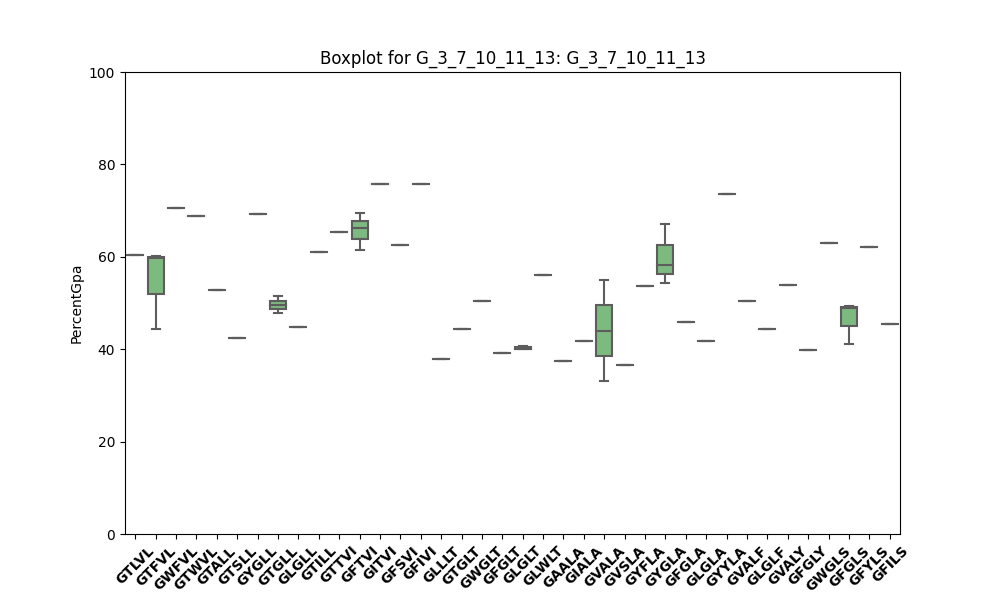 Boxplot for G_3_7_10_11_13: G_3_7_10_11_13
100
80
60
40
20
0
PercentGpa
GTLVL
GTFVL
GWFVL
GTWVL
GTALL
GTSLL
GYGLL
GTGLL
GLGLL
GTILL
GTTVI
GFTVI
GITVI
GFSVI
GFIVI
GLLLT
GTGLT
GWGLT
GFGLT
GLGLT
GLWLT
GAALA
GIALA
GVALA
GVSLA
GYFLA
GYGLA
GFGLA
GLGLA
GYYLA
GVALF
GLGLF
GVALY
GFGLY
GWGLS
GFGLS
GFYLS
GFILS